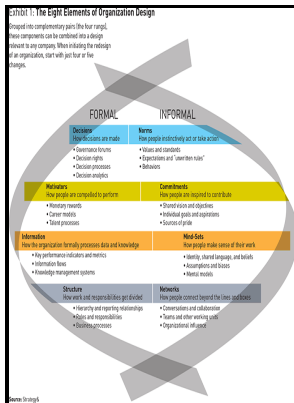 Exhibit 1: The Eight Elements of Organization Design
Grouped into complementary pairs (the four rungs),
these components can be combined into a design
relevant to any company. When initiating the redesign
of an organization, start with just four or five
changes.
FORMAL
INFORMAL
Decisions
How decisions are made
• Governance forums
• Decision rights
• Decision processes
• Decision analytics
Norms
How people instinctively act or take action
• Values and standards
• Expectations and "unwritten rules"
• Behaviors
Motivators
How people are compelled to perform
• Monetary rewards
• Career models
• Talent processes
Commitments
How people are inspired to contribute
• Shared vision and objectives
• Individual goals and aspirations
• Sources of pride
Information
How the organization formally processes data and knowledge
• Key performance indicators and metrics
• Information flows
• Knowledge management systems
Mind-Sets
How people make sense of their work
• Identity, shared language, and beliefs
• Assumptions and biases
• Mental models
Structure
How work and responsibilities get divided
• Hierarchy and reporting relationships
• Roles and responsibilities
• Business processes
Networks
How people connect beyond the lines and boxes
• Conversations and collaboration
• Teams and other working units
• Organizational influence
Source: Strategy&